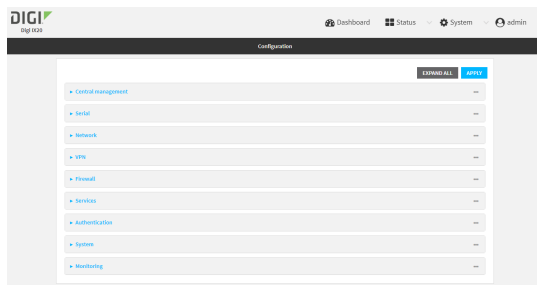 DIGI
Digi IX20
Dashboard Status System admin
Configuration
EXPAND ALL APPLY
Central management
Serial
Network
VPN
Firewall
Services
Authentication
System
Monitoring